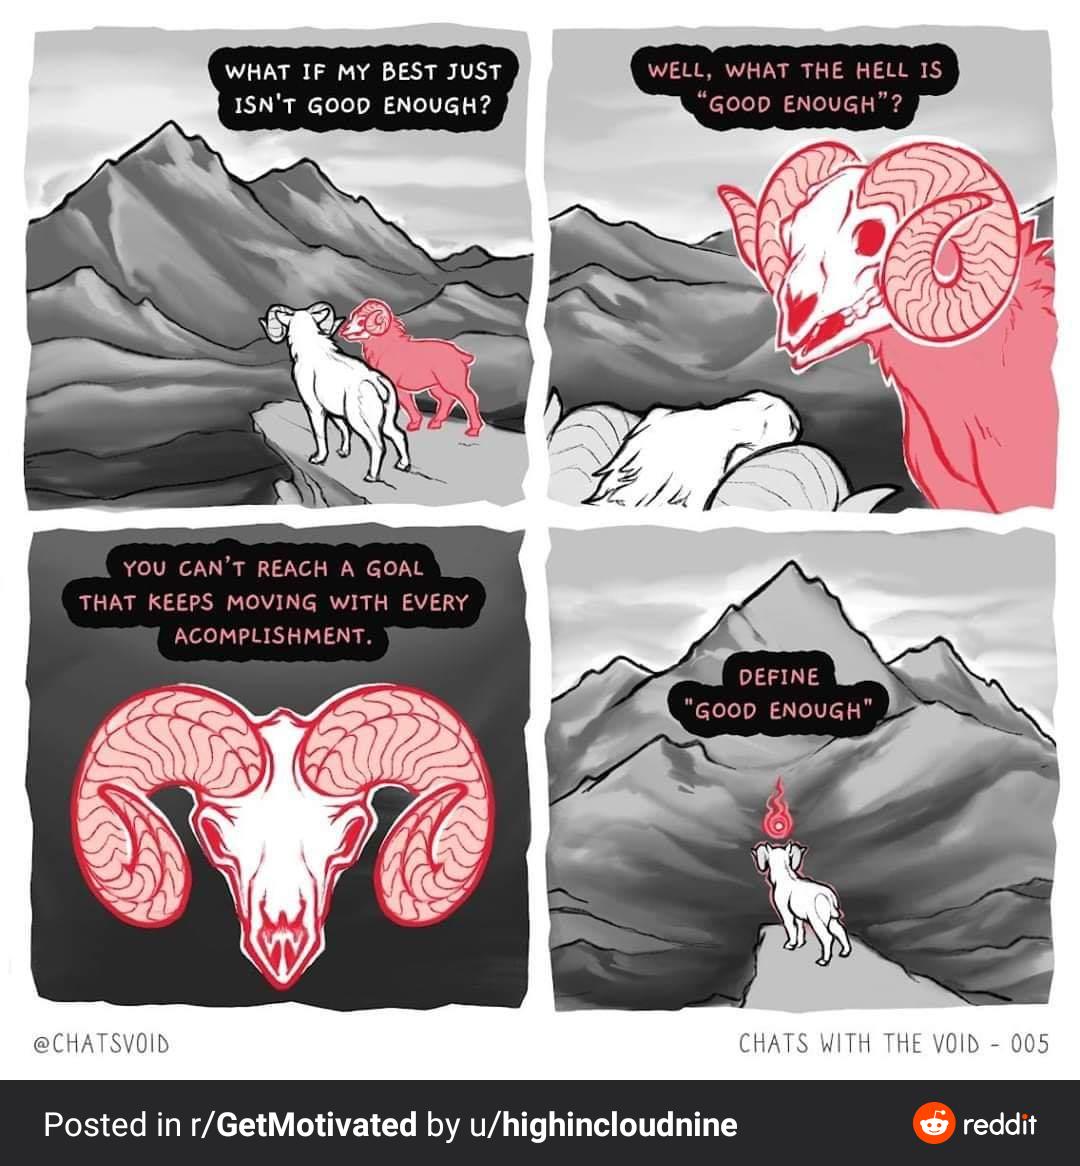 WHAT IF MY BEST JUST
ISN'T GOOD ENOUGH?
WELL, WHAT THE HELL IS
“GOOD ENOUGH”?
YOU CAN’T REACH A GOAL
THAT KEEPS MOVING WITH EVERY
ACOMPLISHMENT.
DEFINE
"GOOD ENOUGH"
@CHATSVOID
CHATS WITH THE VOID - 005
Posted in r/GetMotivated by u/highincloudnine
reddit